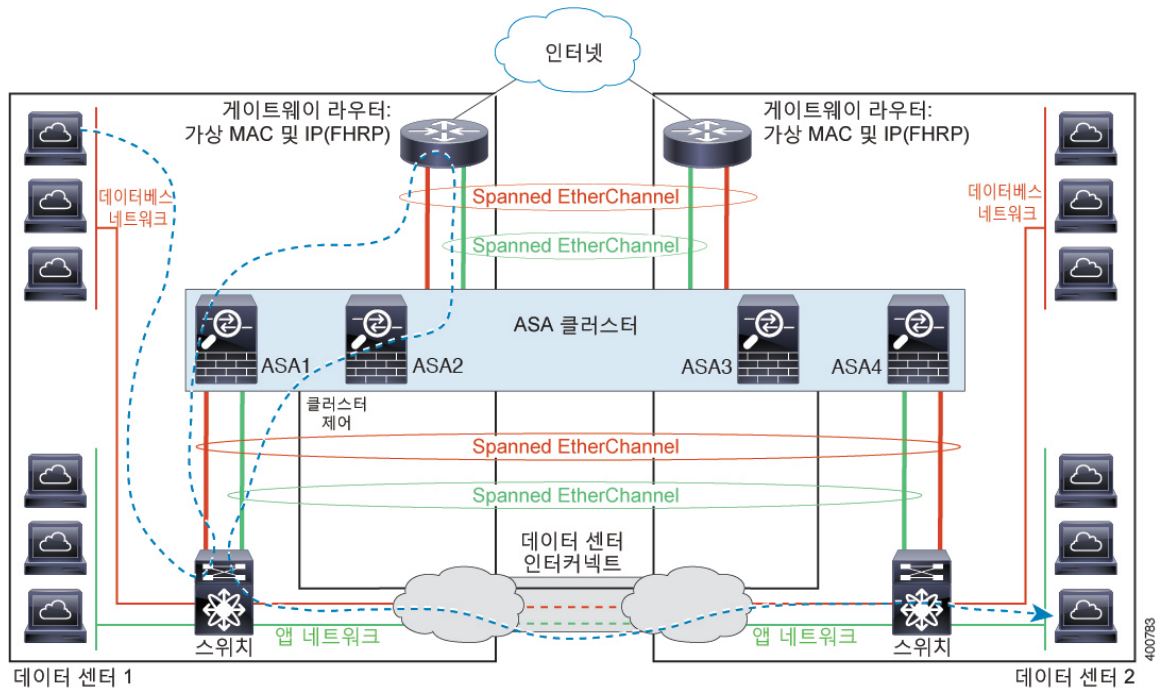 인터넷
게이트웨이 라우터:
가상 MAC 및 IP(FHRP)
게이트웨이 라우터:
가상 MAC 및 IP(FHRP)
데이터베스
네트워크
Spanned EtherChannel
데이터베스
네트워크
Spanned EtherChannel
ASA 클러스터
ASA1
ASA2
ASA3
ASA4
클러스터
제어
Spanned EtherChannel
Spanned EtherChannel
데이터 센터
인터커넥트
스위치
앱 네트워크
앱 네트워크
스위치
400783
데이터 센터 1
데이터 센터 2